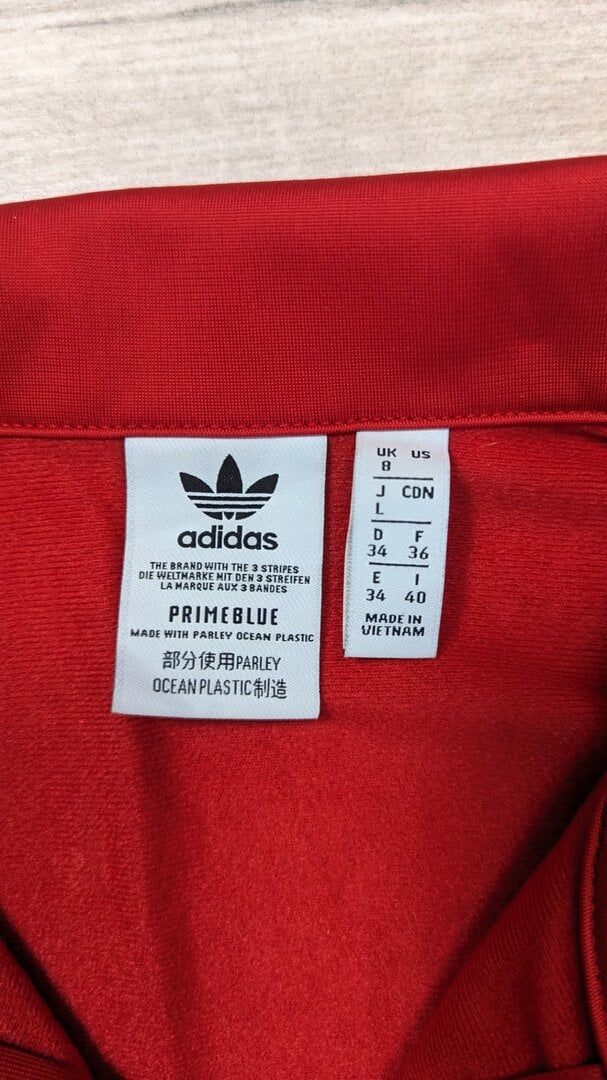 adidas
THE BRAND WITH THE 3 STRIPES
DIE WELTMARKE MIT DEN 3 STREIFEN
LA MARQUE AUX 3 BANDES
PRIMEBLUE
MADE WITH PARLEY OCEAN PLASTIC
部分使用PARLEY
OCEAN PLASTIC制造
UK US
8
J CDN
L
D F
34 36
E I
34 40
MADE IN
VIETNAM